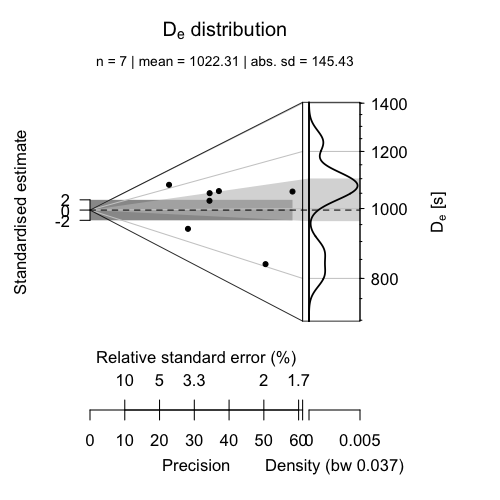 De distribution
n = 7 | mean = 1022.31 | abs. sd = 145.43
Standardised estimate
2
0
-2
1400
1200
1000
800
De [s]
Relative standard error (%)
10 5 3.3 2 1.7
0 10 20 30 40 50 60 0 0.005
Precision Density (bw 0.037)